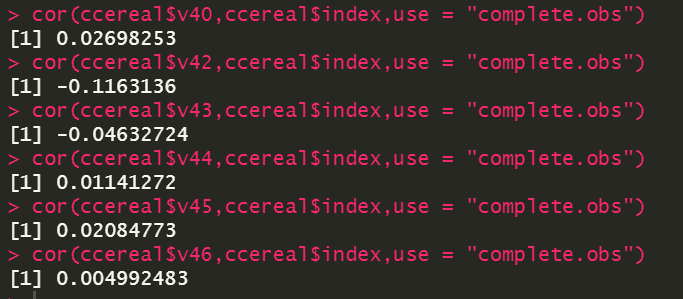 > cor(ccereal$v40,ccereal$index,use = "complete.obs")
[1] 0.02698253
> cor(ccereal$v42,ccereal$index,use = "complete.obs")
[1] -0.1163136
> cor(ccereal$v43,ccereal$index,use = "complete.obs")
[1] -0.04632724
> cor(ccereal$v44,ccereal$index,use = "complete.obs")
[1] 0.01141272
> cor(ccereal$v45,ccereal$index,use = "complete.obs")
[1] 0.02084773
> cor(ccereal$v46,ccereal$index,use = "complete.obs")
[1] 0.004992483